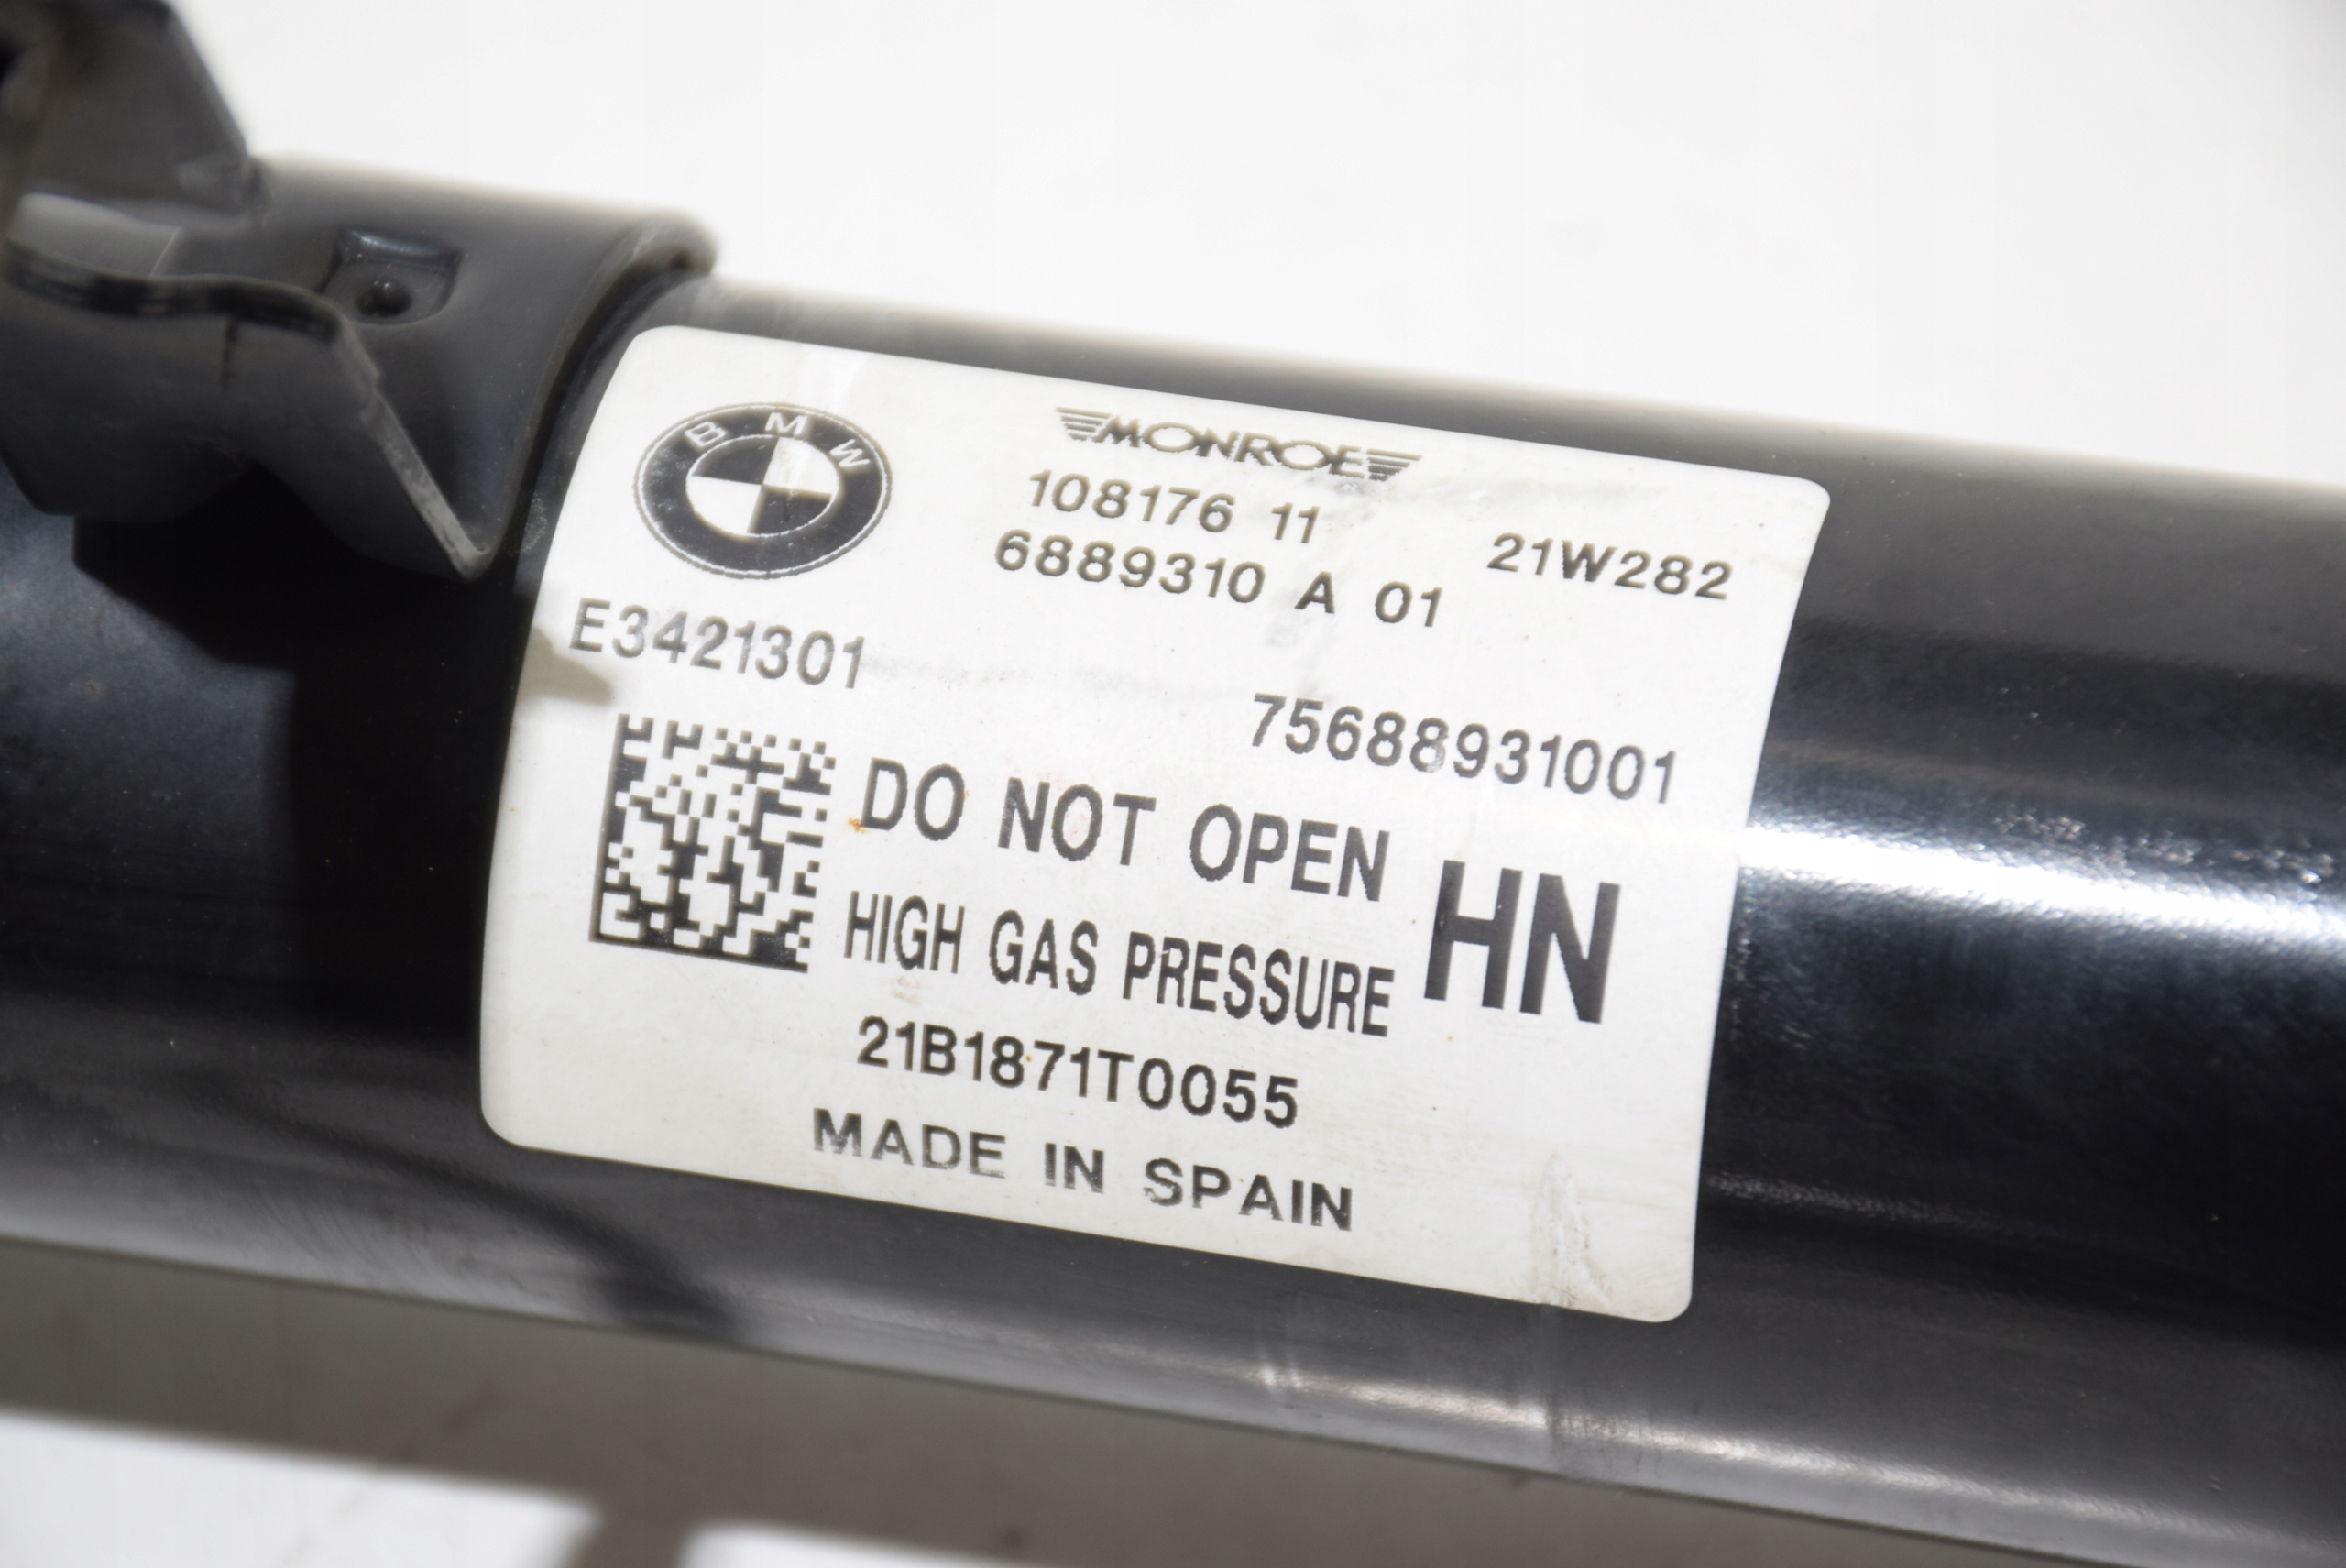 BMW
MONROE
108176 11
6889310 A 01
21W282
E3421301
75688931001
DO NOT OPEN
HIGH GAS PRESSURE
HN
21B1871T0055
MADE IN SPAIN